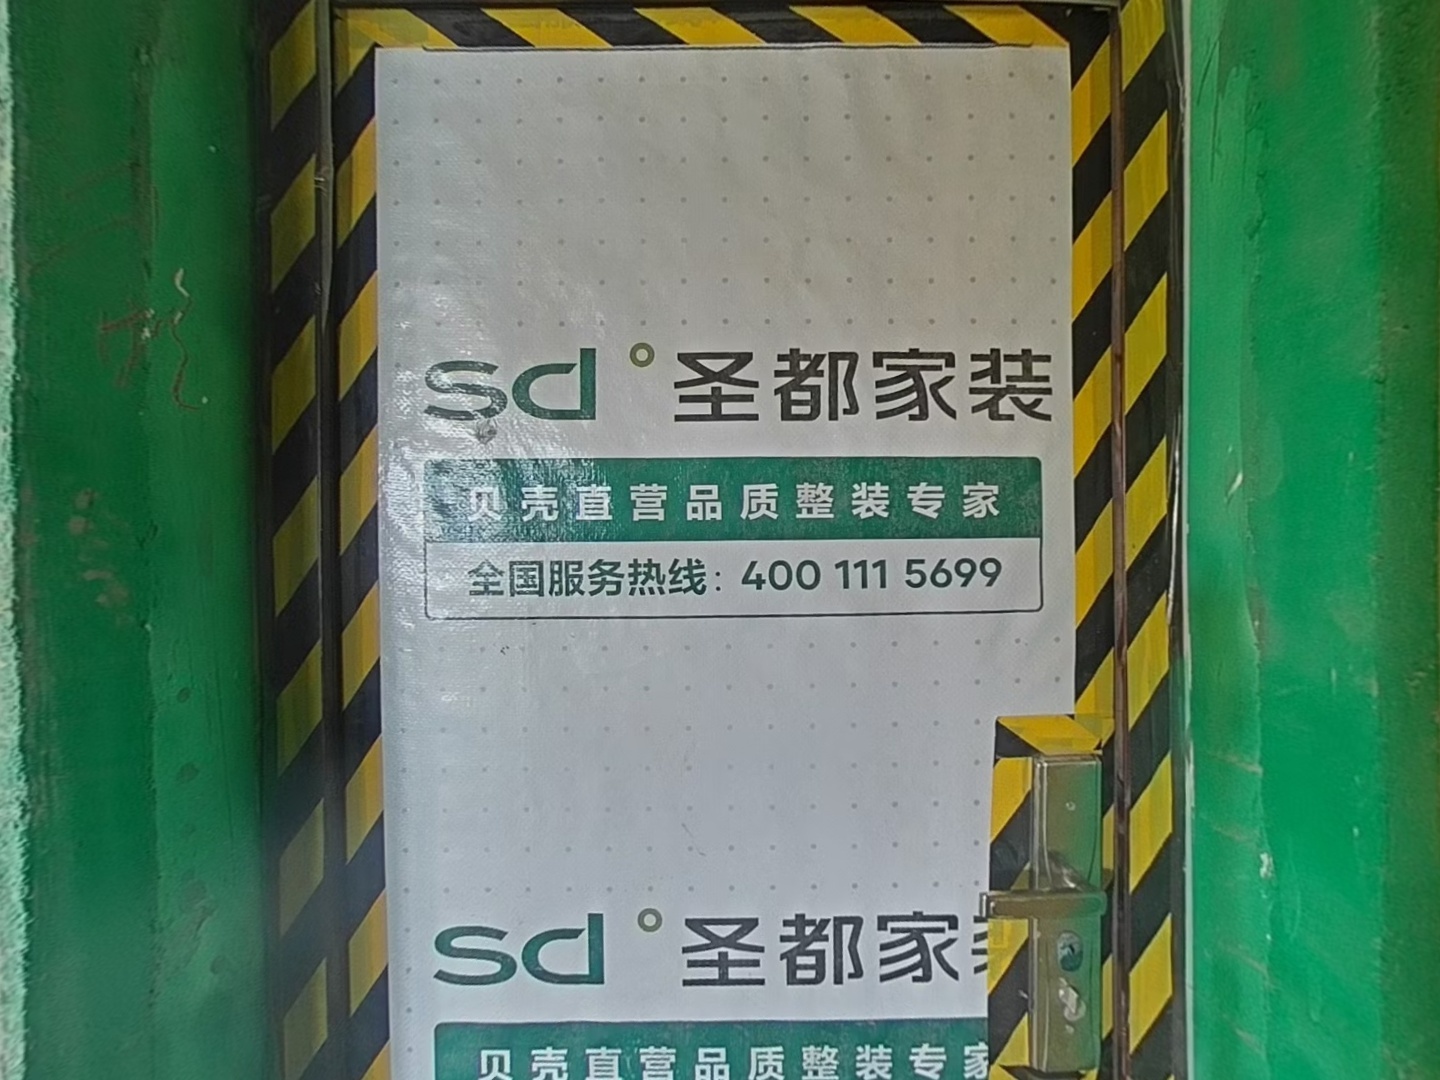 sd 圣都家装
贝壳直营品质整装专家
全国服务热线：400 111 5699
sd 圣都家
贝壳直营品质整装专家